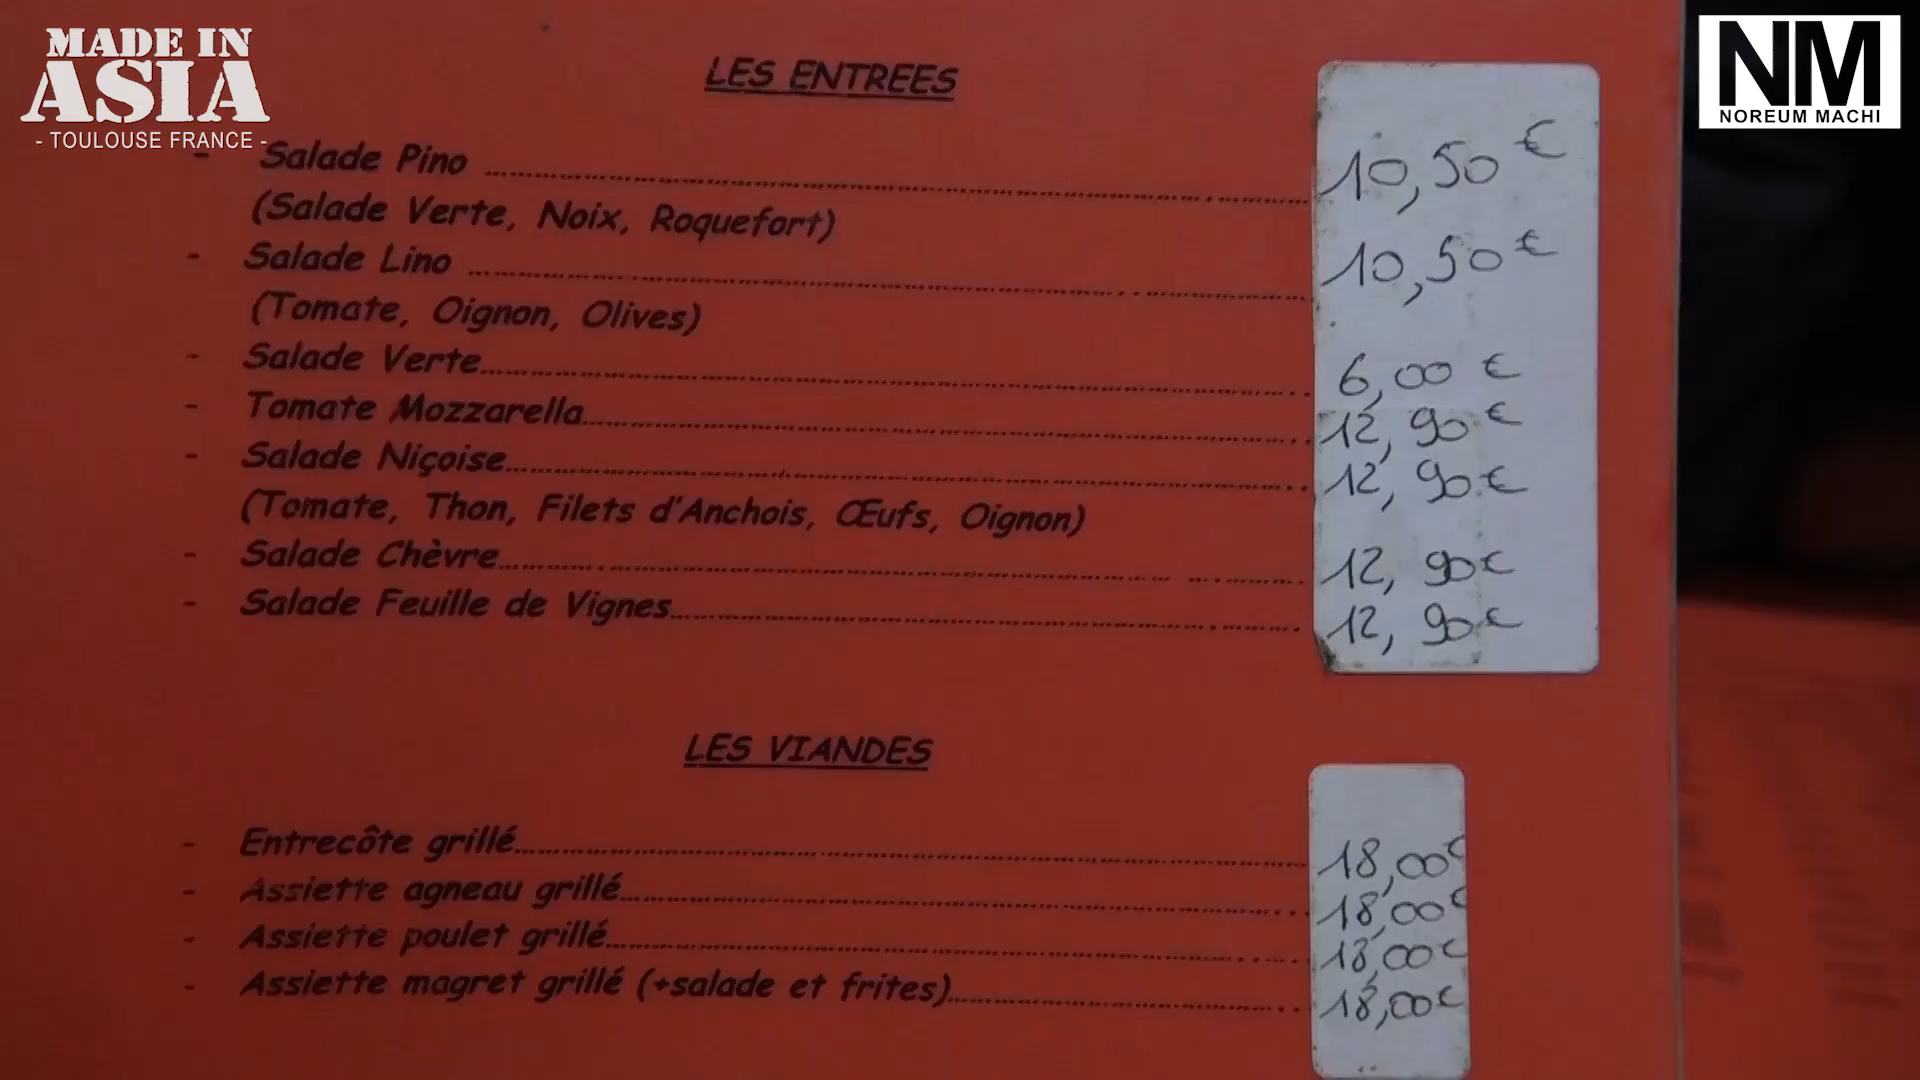 MADE IN
ASIA
- TOULOUSE FRANCE -
NM
NOREUM MACHI
LES ENTREES
- Salade Pino ........ 10,50 €
(Salade Verte, Noix, Roquefort)
- Salade Lino ........ 10,50 €
(Tomate, Oignon, Olives)
- Salade Verte........ 6,00 €
- Tomate Mozzarella........ 12,90 €
- Salade Niçoise........ 12,90 €
(Tomate, Thon, Filets d'Anchois, Œufs, Oignon)
- Salade Chèvre........ 12,90 €
- Salade Feuille de Vignes........ 12,90 €
LES VIANDES
- Entrecôte grillé........ 18,00 €
- Assiette agneau grillé........ 18,00 €
- Assiette poulet grillé........ 18,00 €
- Assiette magret grillé (+salade et frites)........ 18,00 €